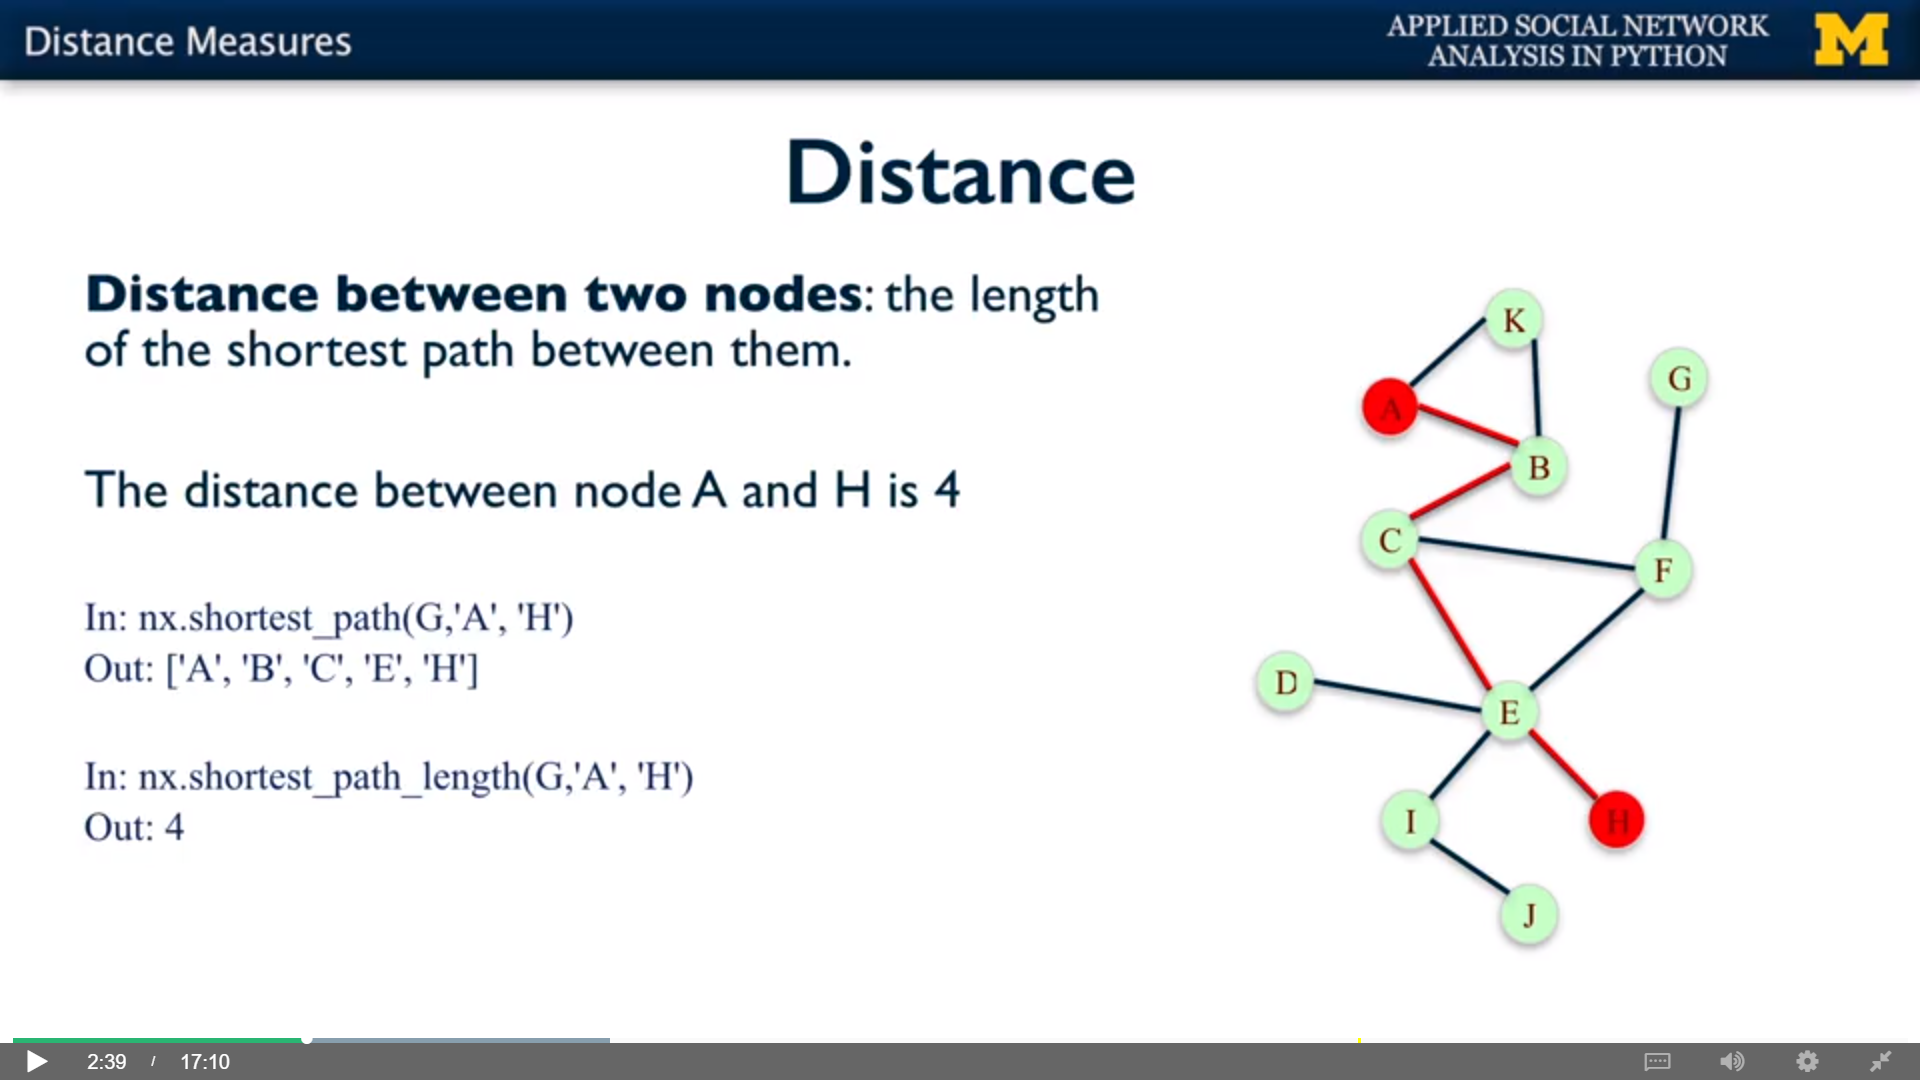 Distance Measures
APPLIED SOCIAL NETWORK
ANALYSIS IN PYTHON
M
Distance
Distance between two nodes: the length
of the shortest path between them.
The distance between node A and H is 4
In: nx.shortest_path(G,'A', 'H')
Out: ['A', 'B', 'C', 'E', 'H']
In: nx.shortest_path_length(G,'A', 'H')
Out: 4
K
G
A
B
C
F
D
E
I
H
J
2:39 / 17:10